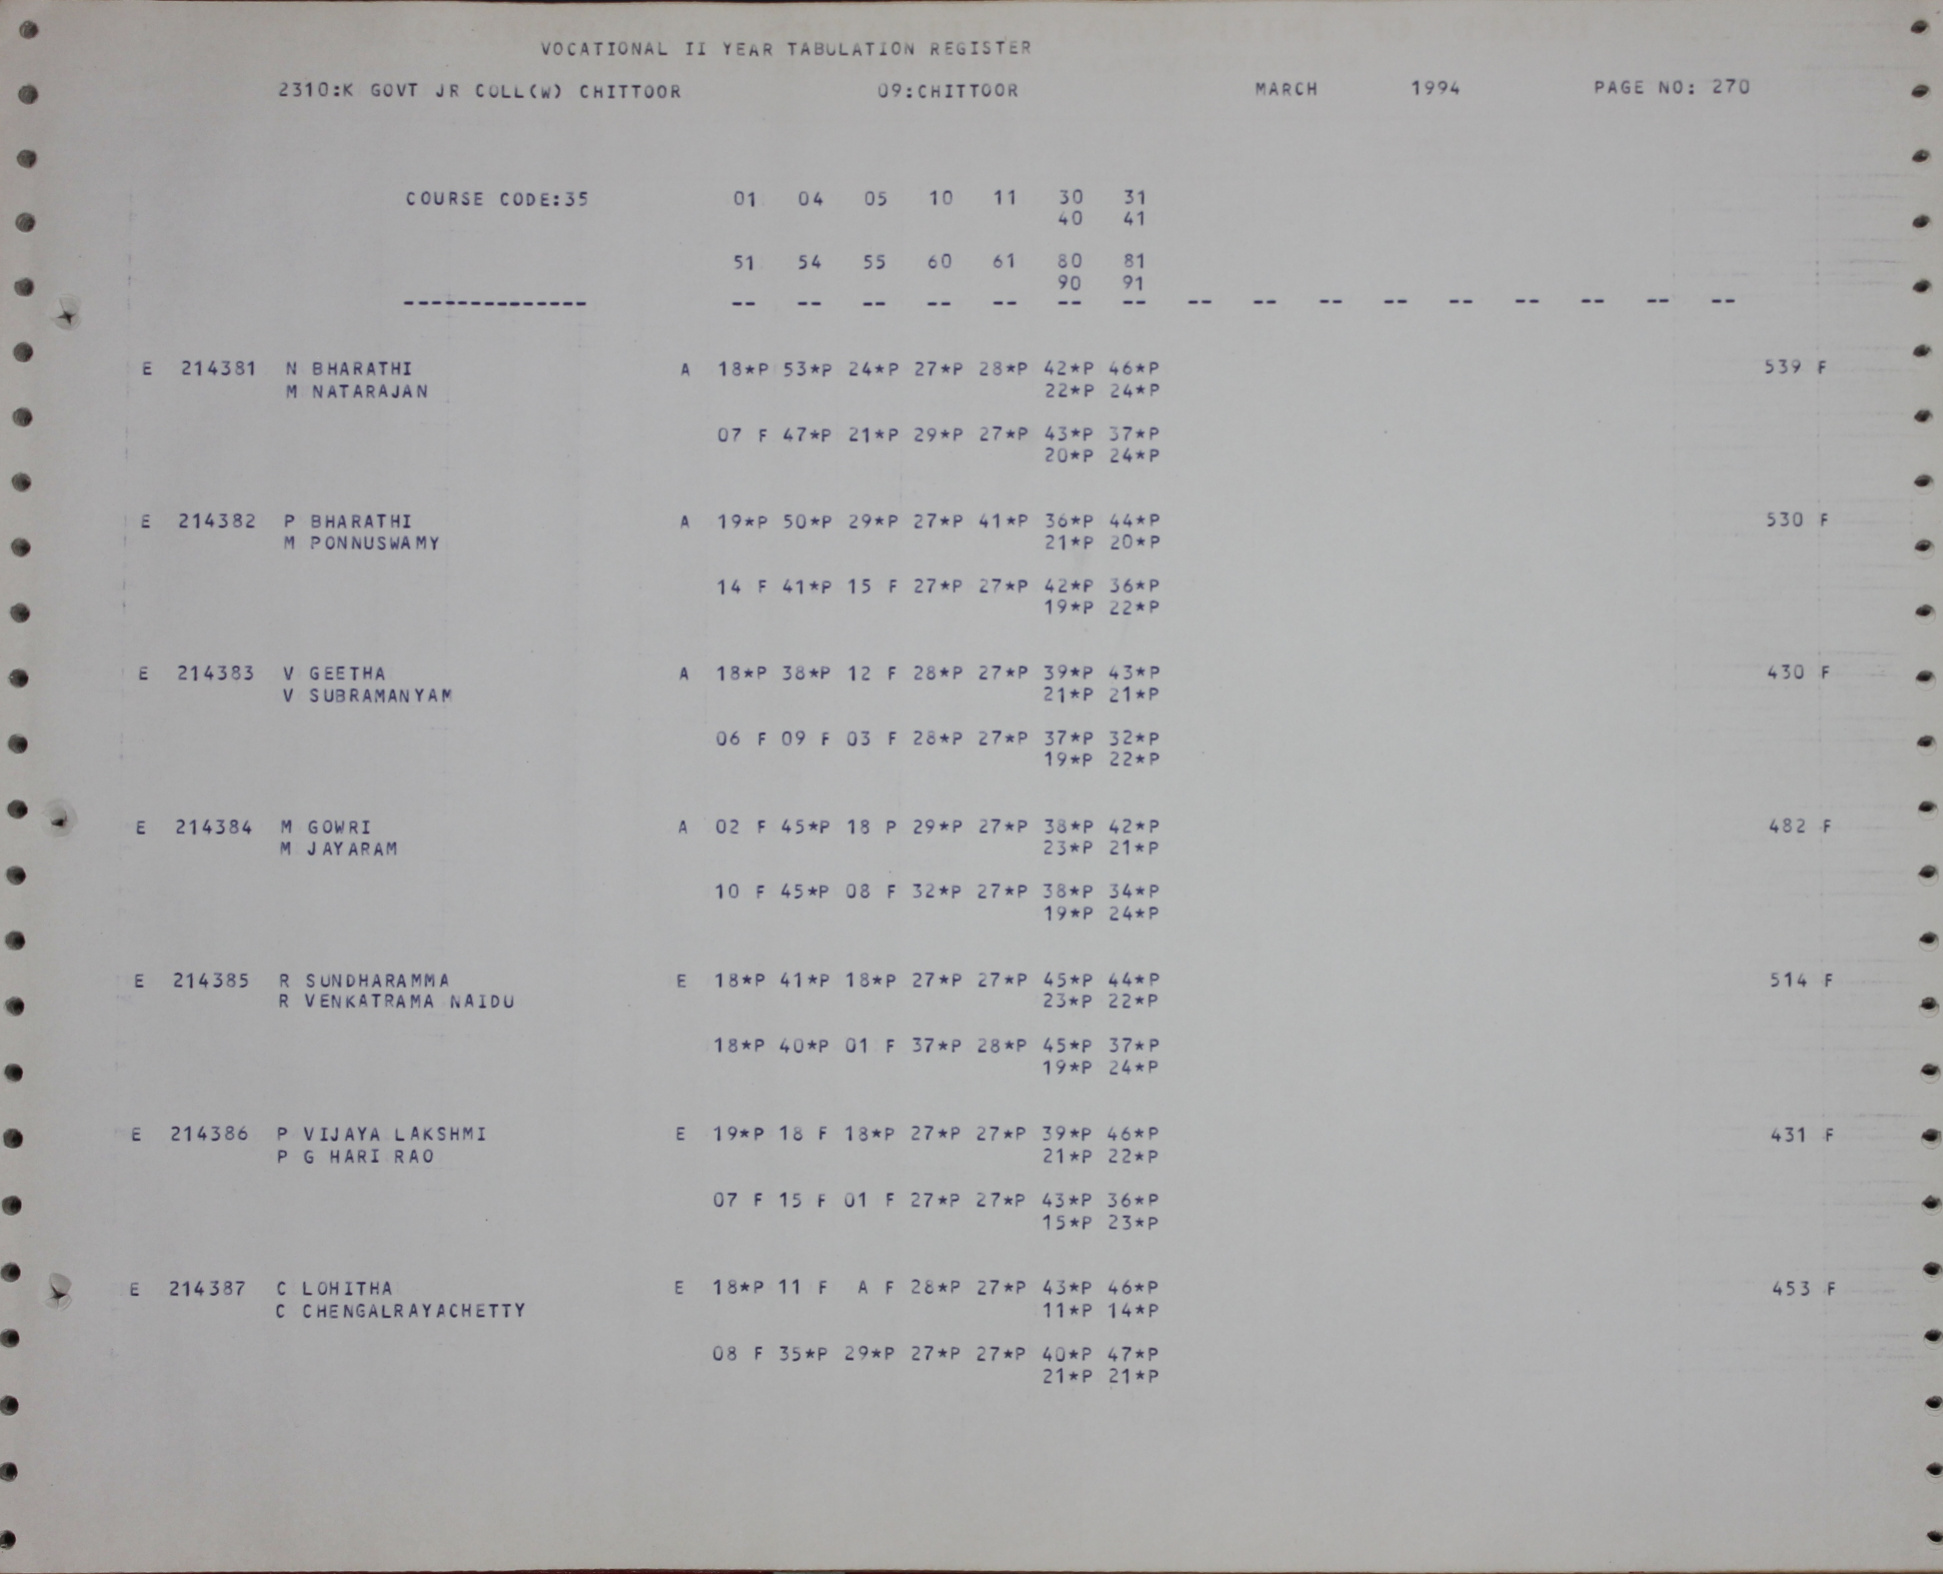 VOCATIONAL II YEAR TABULATION REGISTER
2310:K GOVT JR COLL(W) CHITTOOR 09:CHITTOOR MARCH 1994 PAGE NO: 270
COURSE CODE:35 01 04 05 10 11 30 31
40 41
51 54 55 60 61 80 81
90 91
-------------- -- -- -- -- -- -- -- -- -- -- -- -- -- -- -- --
E 214381 N BHARATHI A 18*P 53*P 24*P 27*P 28*P 42*P 46*P 539 F
M NATARAJAN 22*P 24*P
07 F 47*P 21*P 29*P 27*P 43*P 37*P
20*P 24*P
E 214382 P BHARATHI A 19*P 50*P 29*P 27*P 41*P 36*P 44*P 530 F
M PONNUSWAMY 21*P 20*P
14 F 41*P 15 F 27*P 27*P 42*P 36*P
19*P 22*P
E 214383 V GEETHA A 18*P 38*P 12 F 28*P 27*P 39*P 43*P 430 F
V SUBRAMANYAM 21*P 21*P
06 F 09 F 03 F 28*P 27*P 37*P 32*P
19*P 22*P
E 214384 M GOWRI A 02 F 45*P 18 P 29*P 27*P 38*P 42*P 482 F
M JAYARAM 23*P 21*P
10 F 45*P 08 F 32*P 27*P 38*P 34*P
19*P 24*P
E 214385 R SUNDHARAMMA E 18*P 41*P 18*P 27*P 27*P 45*P 44*P 514 F
R VENKATRAMA NAIDU 23*P 22*P
18*P 40*P 01 F 37*P 28*P 45*P 37*P
19*P 24*P
E 214386 P VIJAYA LAKSHMI E 19*P 18 F 18*P 27*P 27*P 39*P 46*P 431 F
P G HARI RAO 21*P 22*P
07 F 15 F 01 F 27*P 27*P 43*P 36*P
15*P 23*P
E 214387 C LOHITHA E 18*P 11 F A F 28*P 27*P 43*P 46*P 453 F
C CHENGALRAYACHETTY 11*P 14*P
08 F 35*P 29*P 27*P 27*P 40*P 47*P
21*P 21*P